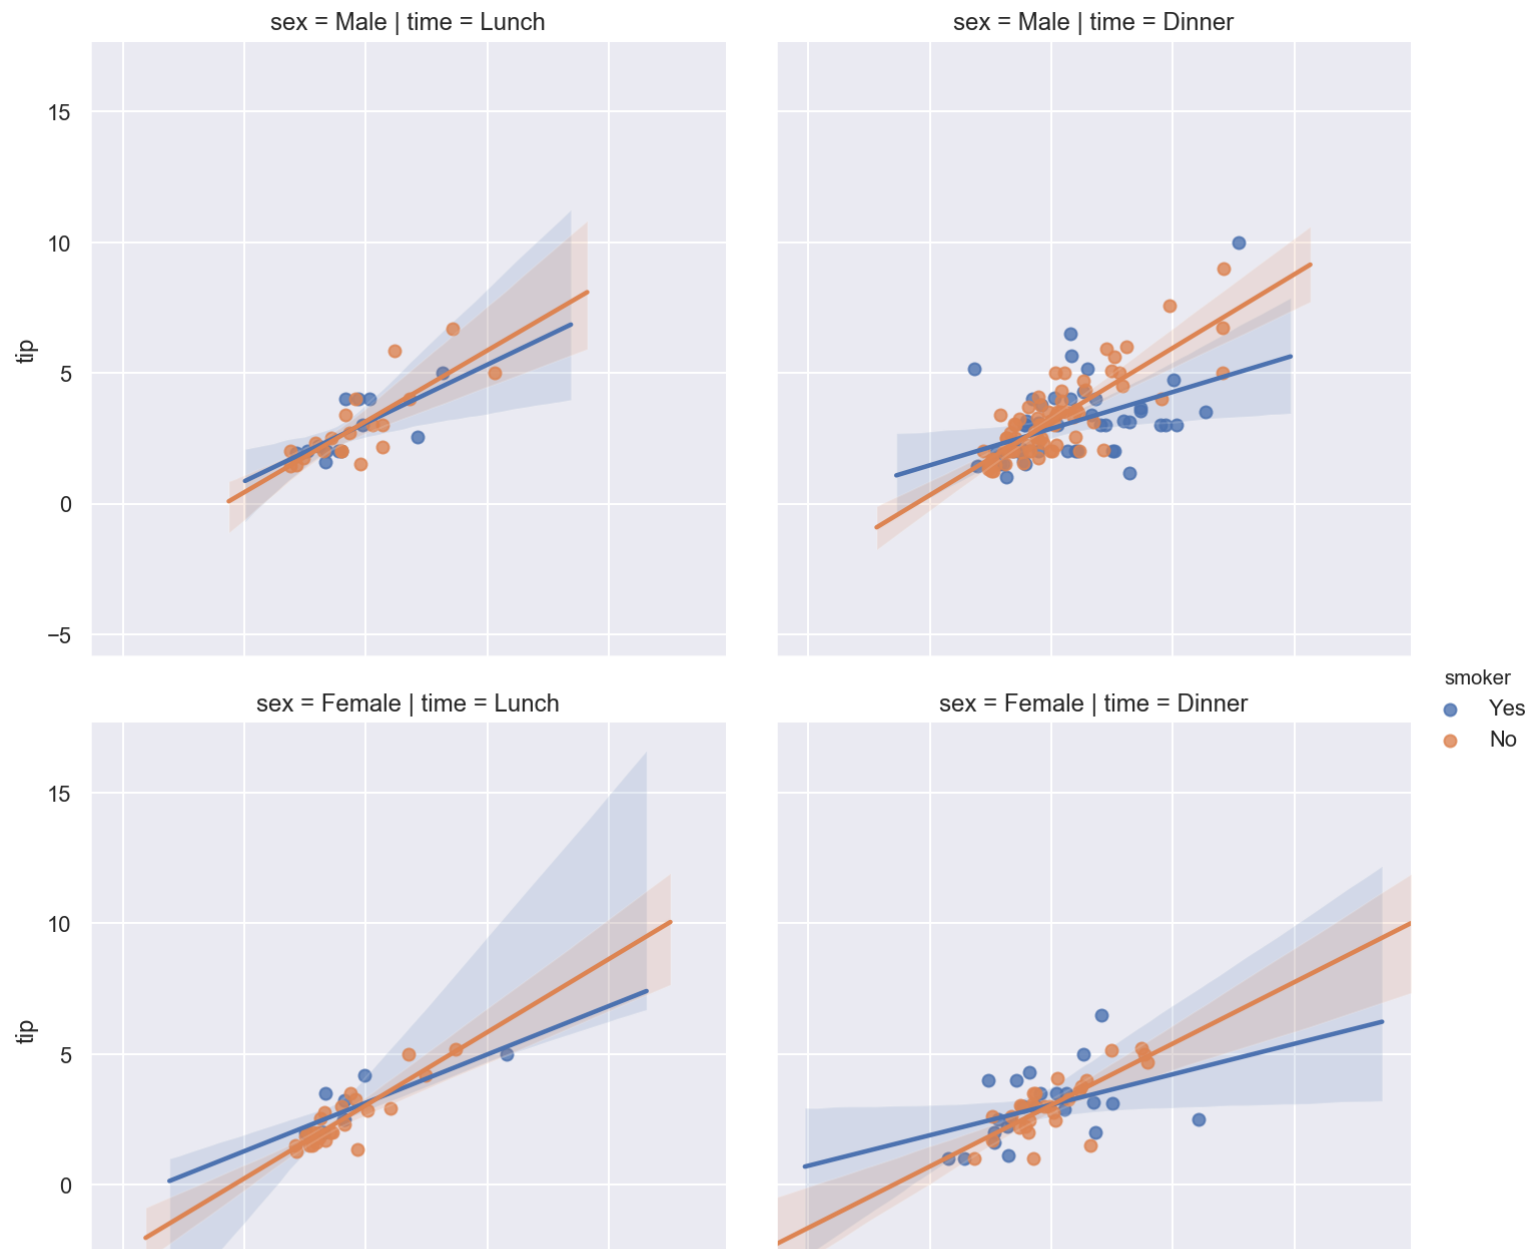 sex = Male | time = Lunch
sex = Male | time = Dinner
15
10
5
0
−5
tip
sex = Female | time = Lunch
sex = Female | time = Dinner
15
10
5
0
tip
smoker
Yes
No